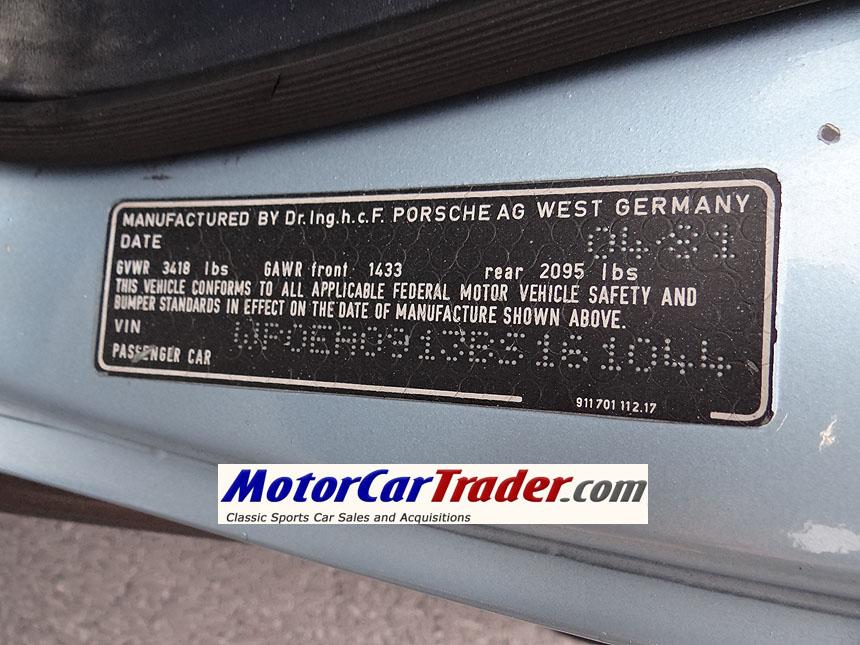 MANUFACTURED BY Dr.Ing.h.c.F. PORSCHE AG WEST GERMANY
DATE 04/81
GVWR 3418 lbs GAWR front 1433 rear 2095 lbs
THIS VEHICLE CONFORMS TO ALL APPLICABLE FEDERAL MOTOR VEHICLE SAFETY AND
BUMPER STANDARDS IN EFFECT ON THE DATE OF MANUFACTURE SHOWN ABOVE.
VIN WP0EA0913BS161044
PASSENGER CAR
911 701 112.17
MotorCarTrader.com
Classic Sports Car Sales and Acquisitions